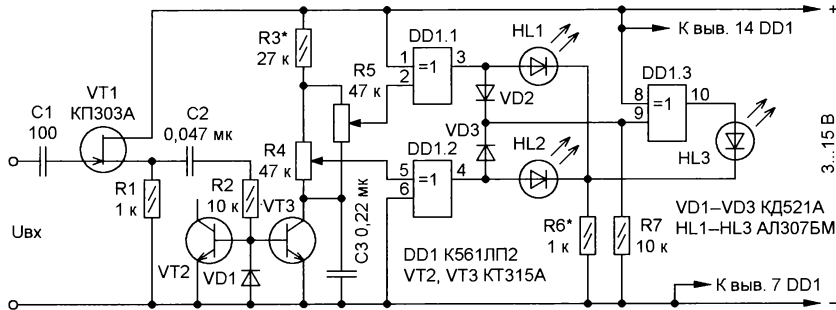 +
К выв. 14 DD1
R3*
27 к
DD1.1
HL1
1
2
=1
3
R5
47 к
VT1
КП303А
DD1.3
8
9
=1
10
VD2
C1
100
C2
0,047 мк
VD3
HL3
3...15 В
R4
47 к
DD1.2
HL2
5
6
=1
4
R1
1 к
R2
10 к
VT3
C3 0,22 мк
Uвх
VT2
VD1
R6*
1 к
R7
10 к
VD1–VD3 КД521А
HL1–HL3 АЛ307БМ
DD1 К561ЛП2
VT2, VT3 КТ315А
К выв. 7 DD1
–